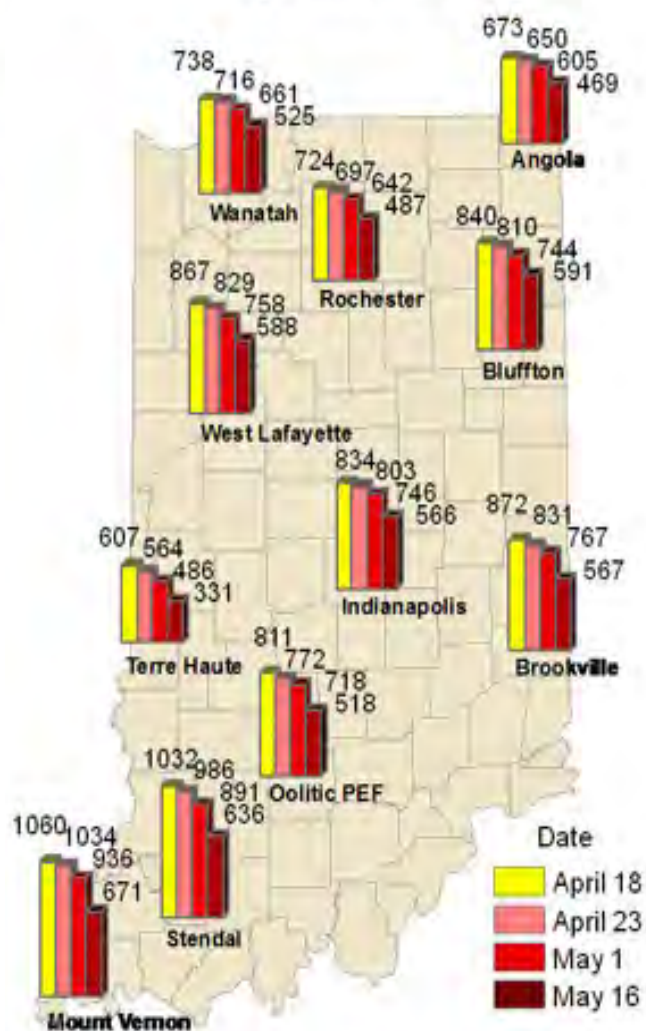 673
650
605
469
Angola
738
716
661
525
Wanatah
724
697
642
487
Rochester
840
810
744
591
Bluffton
867
829
758
588
West Lafayette
834
803
746
566
Indianapolis
872
831
767
567
Brookville
607
564
486
331
Terre Haute
811
772
718
518
Oolitic PEF
1032
986
891
636
Stendal
1060
1034
936
671
Mount Vernon
Date
April 18
April 23
May 1
May 16